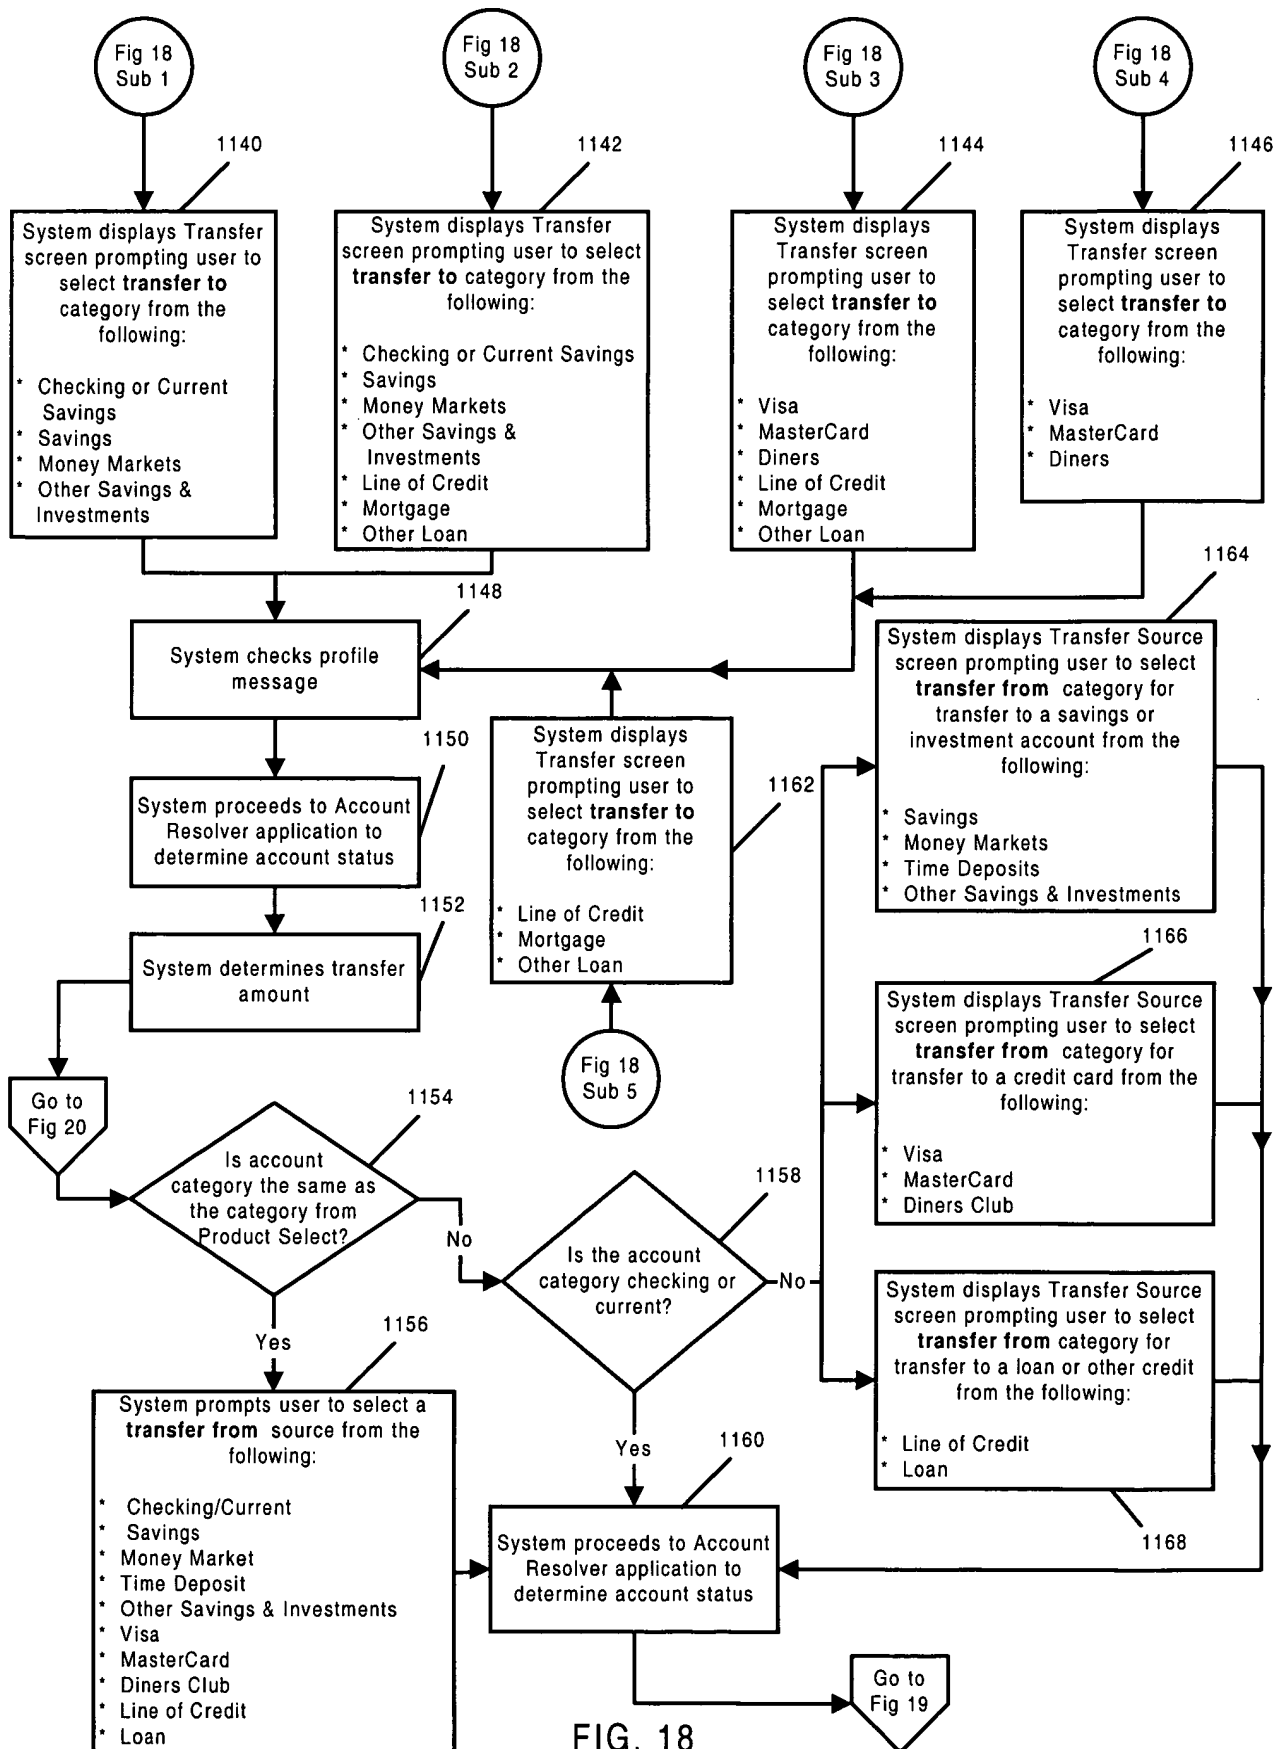 Fig 18
Sub 1
Fig 18
Sub 2
Fig 18
Sub 3
Fig 18
Sub 4
1140
1142
1144
1146
System displays Transfer
screen prompting user to
select transfer to
category from the
following:
* Checking or Current
Savings
* Savings
* Money Markets
* Other Savings &
Investments
System displays Transfer
screen prompting user to select
transfer to category from the
following:
* Checking or Current Savings
* Savings
* Money Markets
* Other Savings &
Investments
* Line of Credit
* Mortgage
* Other Loan
System displays
Transfer screen
prompting user to
select transfer to
category from the
following:
* Visa
* MasterCard
* Diners
* Line of Credit
* Mortgage
* Other Loan
System displays
Transfer screen
prompting user to
select transfer to
category from the
following:
* Visa
* MasterCard
* Diners
1148
System checks profile
message
1150
System proceeds to Account
Resolver application to
determine account status
1152
System determines transfer
amount
Go to
Fig 20
1162
System displays
Transfer screen
prompting user to
select transfer to
category from the
following:
* Line of Credit
* Mortgage
* Other Loan
Fig 18
Sub 5
1164
System displays Transfer Source
screen prompting user to select
transfer from category for
transfer to a savings or
investment account from the
following:
* Savings
* Money Markets
* Time Deposits
* Other Savings & Investments
1166
System displays Transfer Source
screen prompting user to select
transfer from category for
transfer to a credit card from the
following:
* Visa
* MasterCard
* Diners Club
1154
Is account
category the same as
the category from
Product Select?
No
Yes
1158
Is the account
category checking or
current?
No
Yes
System displays Transfer Source
screen prompting user to select
transfer from category for
transfer to a loan or other credit
from the following:
* Line of Credit
* Loan
1168
1156
System prompts user to select a
transfer from source from the
following:
* Checking/Current
* Savings
* Money Market
* Time Deposit
* Other Savings & Investments
* Visa
* MasterCard
* Diners Club
* Line of Credit
* Loan
1160
System proceeds to Account
Resolver application to
determine account status
Go to
Fig 19
FIG. 18